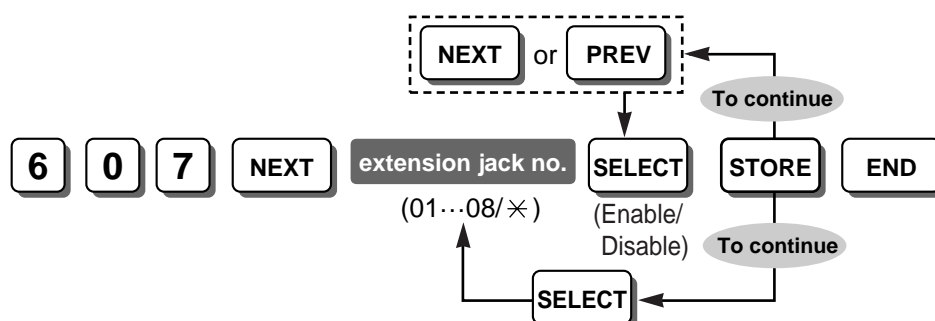 NEXT or PREV
To continue
6 0 7 NEXT extension jack no. SELECT STORE END
(01···08/✳)
(Enable/
Disable)
To continue
SELECT